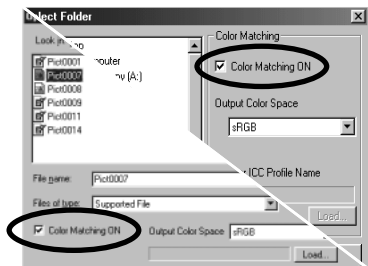 Select Folder
Look in:
Color Matching
Pict0001
Pict0007
Pict0008
Pict0009
Pict0011
Pict0014
(A:)
Color Matching ON
Output Color Space
sRGB
ICC Profile Name
File name: Pict0007
Files of type: Supported File
Load...
Color Matching ON Output Color Space sRGB
Load...